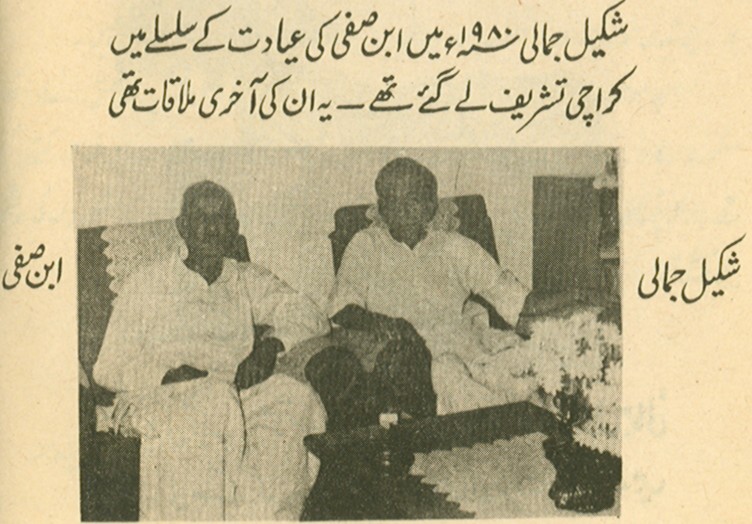 شکیل جمالی ۱۹۸۰ء میں ابن صفی کی عیادت کے سلسلے میں
کراچی تشریف لے گئے تھے — یہ ان کی آخری ملاقات تھی
شکیل جمالی
ابن صفی